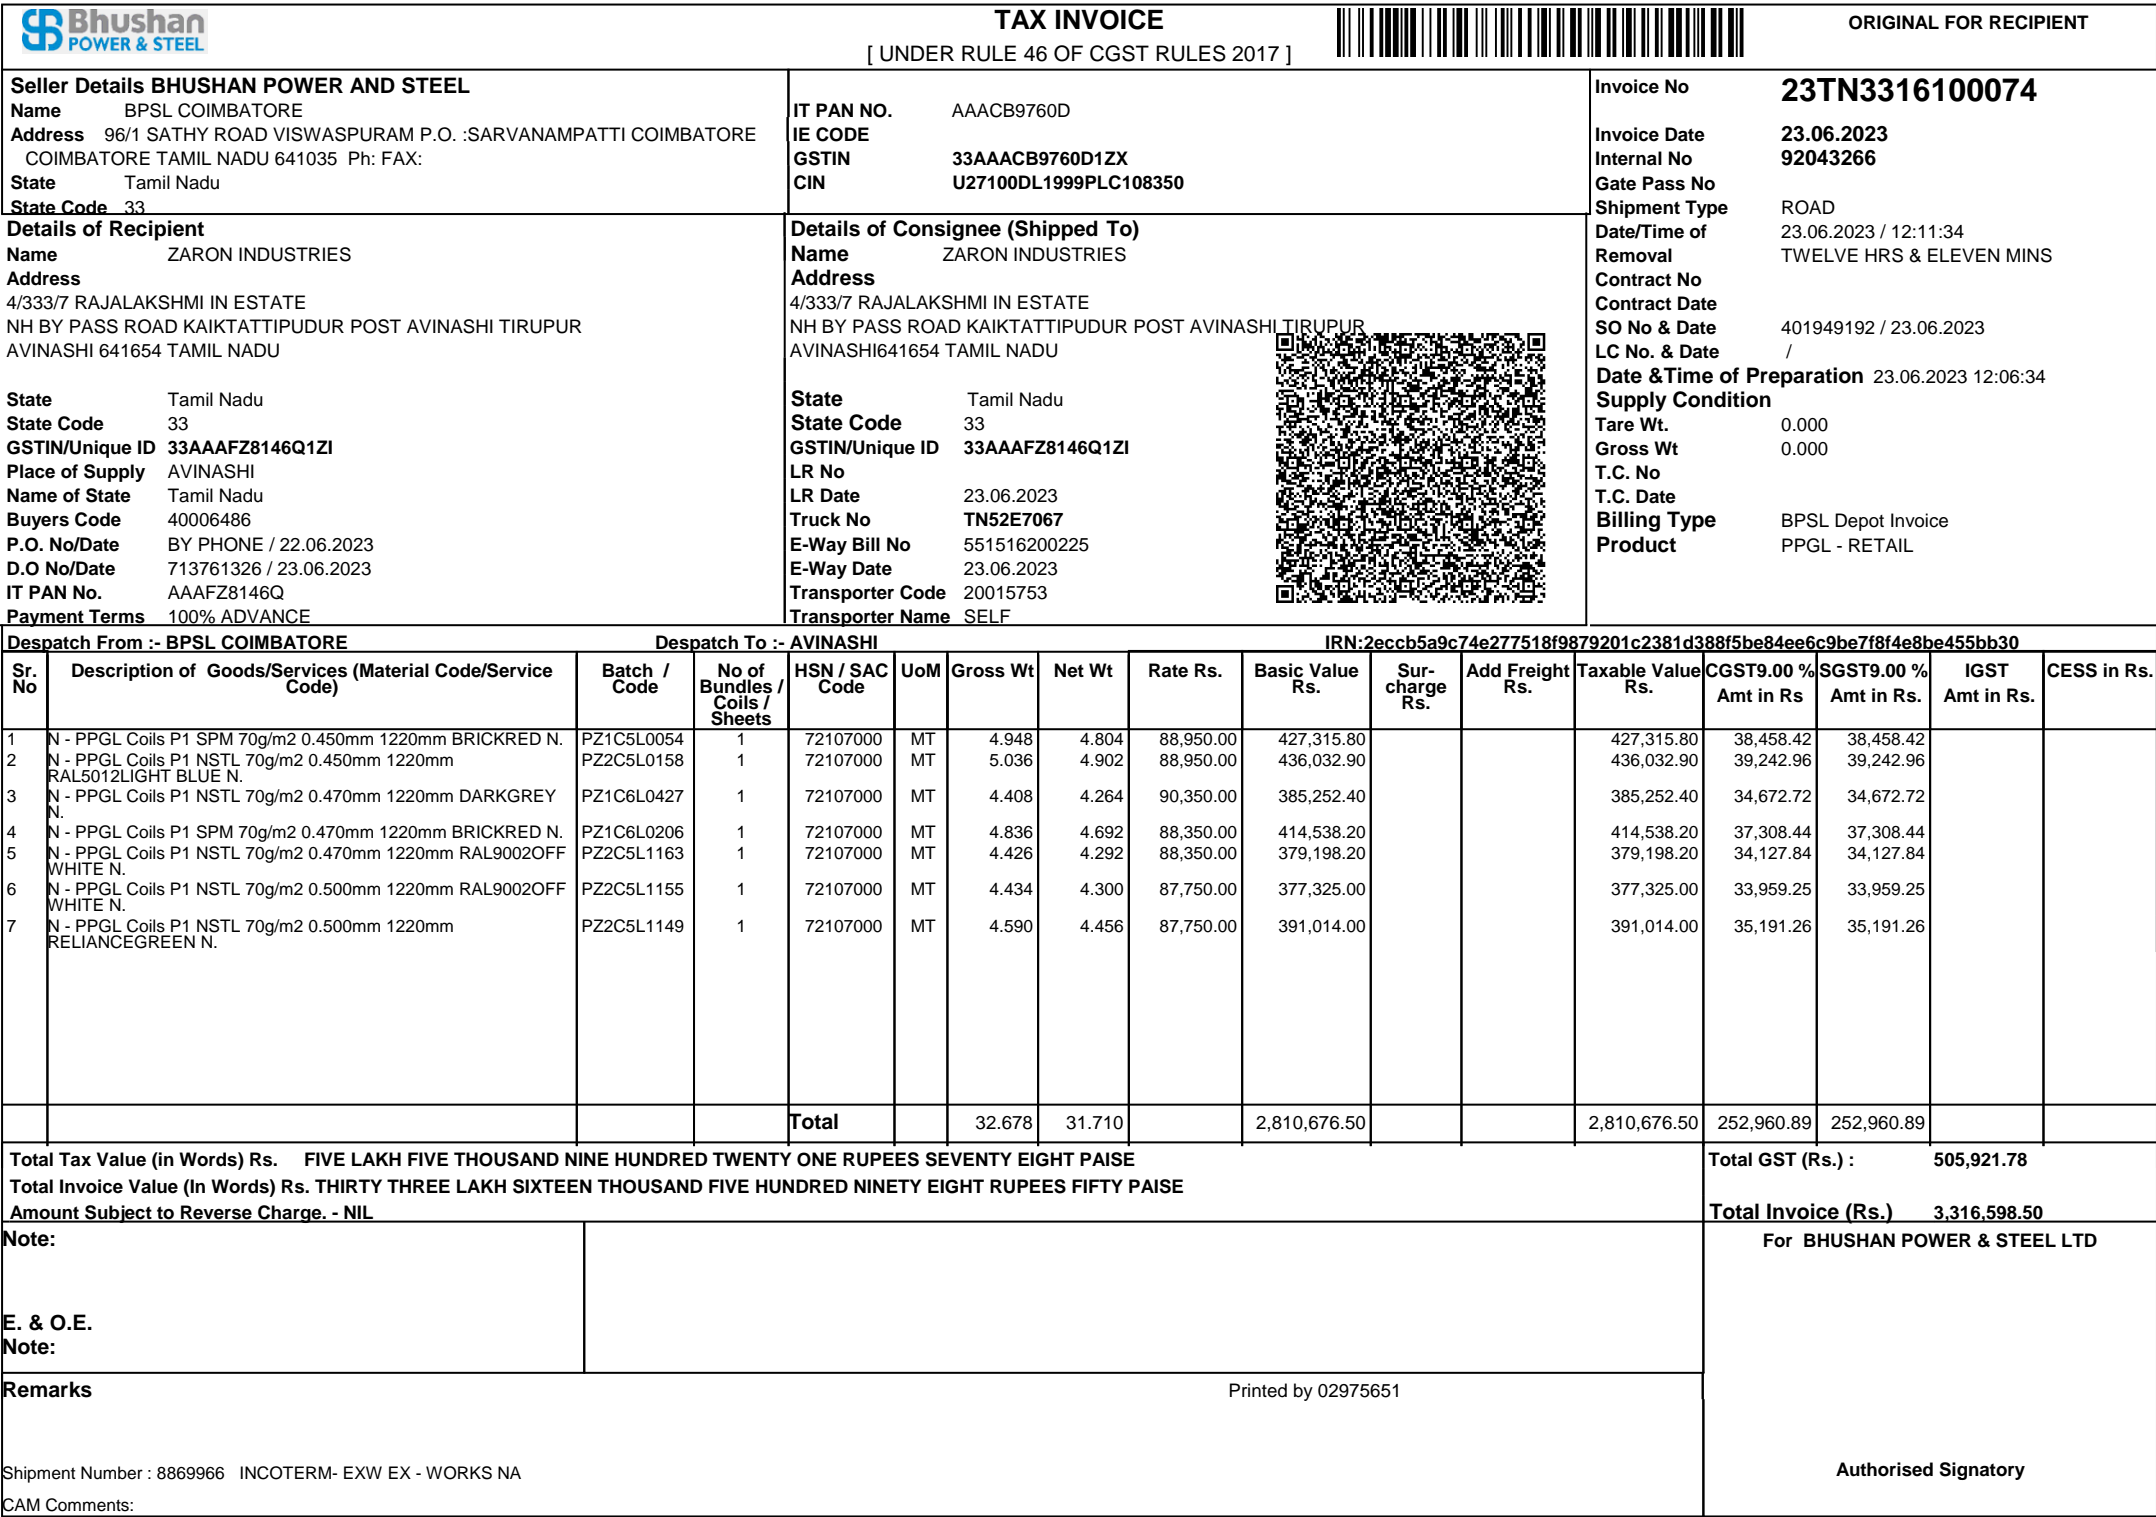 Bhushan
POWER & STEEL
TAX INVOICE
[ UNDER RULE 46 OF CGST RULES 2017 ]
ORIGINAL FOR RECIPIENT
Seller Details BHUSHAN POWER AND STEEL
Name BPSL COIMBATORE
Address 96/1 SATHY ROAD VISWASPURAM P.O. :SARVANAMPATTI COIMBATORE
COIMBATORE TAMIL NADU 641035 Ph: FAX:
State Tamil Nadu
State Code 33
IT PAN NO. AAACB9760D
IE CODE
GSTIN 33AAACB9760D1ZX
CIN U27100DL1999PLC108350
Invoice No 23TN3316100074
Invoice Date 23.06.2023
Internal No 92043266
Gate Pass No
Shipment Type ROAD
Date/Time of 23.06.2023 / 12:11:34
Removal TWELVE HRS & ELEVEN MINS
Contract No
Contract Date
SO No & Date 401949192 / 23.06.2023
LC No. & Date /
Date &Time of Preparation 23.06.2023 12:06:34
Supply Condition
Tare Wt. 0.000
Gross Wt 0.000
T.C. No
T.C. Date
Billing Type BPSL Depot Invoice
Product PPGL - RETAIL
Details of Recipient
Name ZARON INDUSTRIES
Address
4/333/7 RAJALAKSHMI IN ESTATE
NH BY PASS ROAD KAIKTATTIPUDUR POST AVINASHI TIRUPUR
AVINASHI 641654 TAMIL NADU
State Tamil Nadu
State Code 33
GSTIN/Unique ID 33AAAFZ8146Q1ZI
Place of Supply AVINASHI
Name of State Tamil Nadu
Buyers Code 40006486
P.O. No/Date BY PHONE / 22.06.2023
D.O No/Date 713761326 / 23.06.2023
IT PAN No. AAAFZ8146Q
Payment Terms 100% ADVANCE
Details of Consignee (Shipped To)
Name ZARON INDUSTRIES
Address
4/333/7 RAJALAKSHMI IN ESTATE
NH BY PASS ROAD KAIKTATTIPUDUR POST AVINASHI TIRUPUR
AVINASHI641654 TAMIL NADU
State Tamil Nadu
State Code 33
GSTIN/Unique ID 33AAAFZ8146Q1ZI
LR No
LR Date 23.06.2023
Truck No TN52E7067
E-Way Bill No 551516200225
E-Way Date 23.06.2023
Transporter Code 20015753
Transporter Name SELF
Despatch From :- BPSL COIMBATORE Despatch To :- AVINASHI IRN:2eccb5a9c74e277518f9879201c2381d388f5be84ee6c9be7f8f4e8be455bb30
Sr. No Description of Goods/Services (Material Code/Service Code) Batch / Code No of Bundles / Coils / Sheets HSN / SAC Code UoM Gross Wt Net Wt Rate Rs. Basic Value Rs. Sur-charge Rs. Add Freight Rs. Taxable Value Rs. CGST9.00 % Amt in Rs SGST9.00 % Amt in Rs. IGST Amt in Rs. CESS in Rs.
1 N - PPGL Coils P1 SPM 70g/m2 0.450mm 1220mm BRICKRED N. PZ1C5L0054 1 72107000 MT 4.948 4.804 88,950.00 427,315.80 427,315.80 38,458.42 38,458.42
2 N - PPGL Coils P1 NSTL 70g/m2 0.450mm 1220mm PZ2C5L0158 1 72107000 MT 5.036 4.902 88,950.00 436,032.90 436,032.90 39,242.96 39,242.96
RAL5012LIGHT BLUE N.
3 N - PPGL Coils P1 NSTL 70g/m2 0.470mm 1220mm DARKGREY PZ1C6L0427 1 72107000 MT 4.408 4.264 90,350.00 385,252.40 385,252.40 34,672.72 34,672.72
N.
4 N - PPGL Coils P1 SPM 70g/m2 0.470mm 1220mm BRICKRED N. PZ1C6L0206 1 72107000 MT 4.836 4.692 88,350.00 414,538.20 414,538.20 37,308.44 37,308.44
5 N - PPGL Coils P1 NSTL 70g/m2 0.470mm 1220mm RAL9002OFF PZ2C5L1163 1 72107000 MT 4.426 4.292 88,350.00 379,198.20 379,198.20 34,127.84 34,127.84
WHITE N.
6 N - PPGL Coils P1 NSTL 70g/m2 0.500mm 1220mm RAL9002OFF PZ2C5L1155 1 72107000 MT 4.434 4.300 87,750.00 377,325.00 377,325.00 33,959.25 33,959.25
WHITE N.
7 N - PPGL Coils P1 NSTL 70g/m2 0.500mm 1220mm PZ2C5L1149 1 72107000 MT 4.590 4.456 87,750.00 391,014.00 391,014.00 35,191.26 35,191.26
RELIANCEGREEN N.
Total 32.678 31.710 2,810,676.50 2,810,676.50 252,960.89 252,960.89
Total Tax Value (in Words) Rs. FIVE LAKH FIVE THOUSAND NINE HUNDRED TWENTY ONE RUPEES SEVENTY EIGHT PAISE
Total GST (Rs.) : 505,921.78
Total Invoice Value (In Words) Rs. THIRTY THREE LAKH SIXTEEN THOUSAND FIVE HUNDRED NINETY EIGHT RUPEES FIFTY PAISE
Amount Subject to Reverse Charge. - NIL
Total Invoice (Rs.) 3,316,598.50
Note:
For BHUSHAN POWER & STEEL LTD
E. & O.E.
Note:
Remarks
Printed by 02975651
Shipment Number : 8869966 INCOTERM- EXW EX - WORKS NA
Authorised Signatory
CAM Comments: